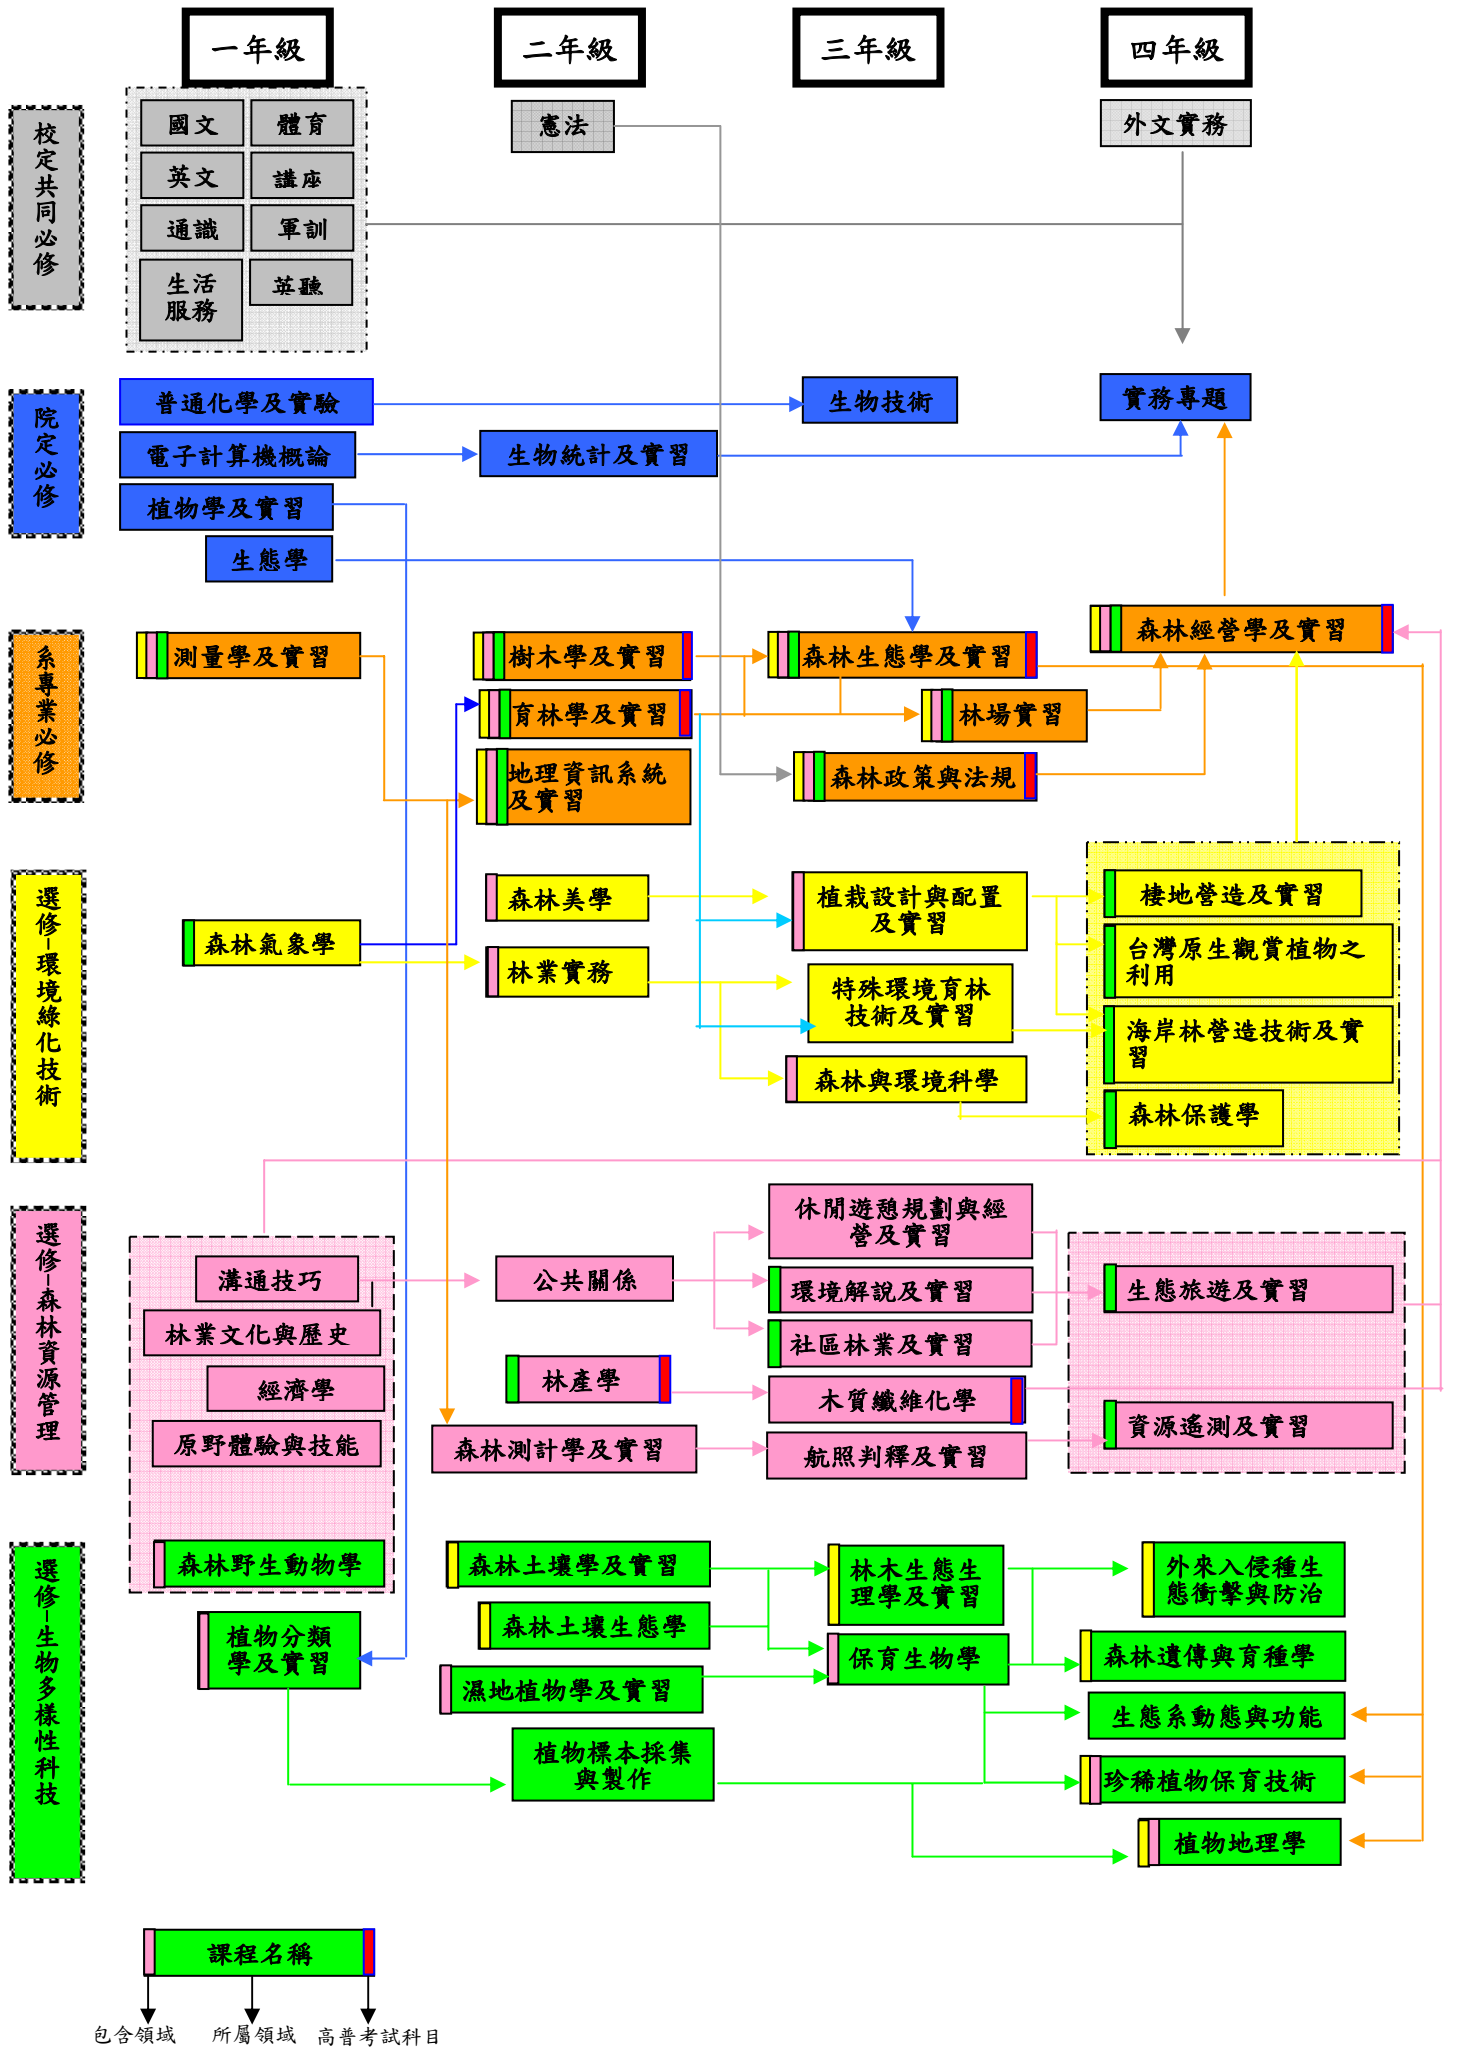 一年級
二年級
三年級
四年級
校定共同必修
國文
體育
英文
講座
通識
軍訓
生活
服務
英聽
憲法
外文實務
院定必修
普通化學及實驗
生物技術
實務專題
電子計算機概論
生物統計及實習
植物學及實習
生態學
系專業必修
測量學及實習
樹木學及實習
森林生態學及實習
森林經營學及實習
育林學及實習
林場實習
地理資訊系統
及實習
森林政策與法規
選修-環境綠化技術
森林氣象學
森林美學
林業實務
植栽設計與配置
及實習
特殊環境育林
技術及實習
森林與環境科學
棲地營造及實習
台灣原生觀賞植物之
利用
海岸林營造技術及實
習
森林保護學
選修-森林資源管理
溝通技巧
林業文化與歷史
經濟學
原野體驗與技能
公共關係
林產學
森林測計學及實習
休閒遊憩規劃與經
營及實習
環境解說及實習
社區林業及實習
木質纖維化學
航照判釋及實習
生態旅遊及實習
資源遙測及實習
選修-生物多樣性科技
森林野生動物學
植物分類
學及實習
森林土壤學及實習
森林土壤生態學
濕地植物學及實習
植物標本採集
與製作
林木生態生
理學及實習
保育生物學
外來入侵種生
態衝擊與防治
森林遺傳與育種學
生態系動態與功能
珍稀植物保育技術
植物地理學
課程名稱
包含領域
所屬領域
高普考試科目